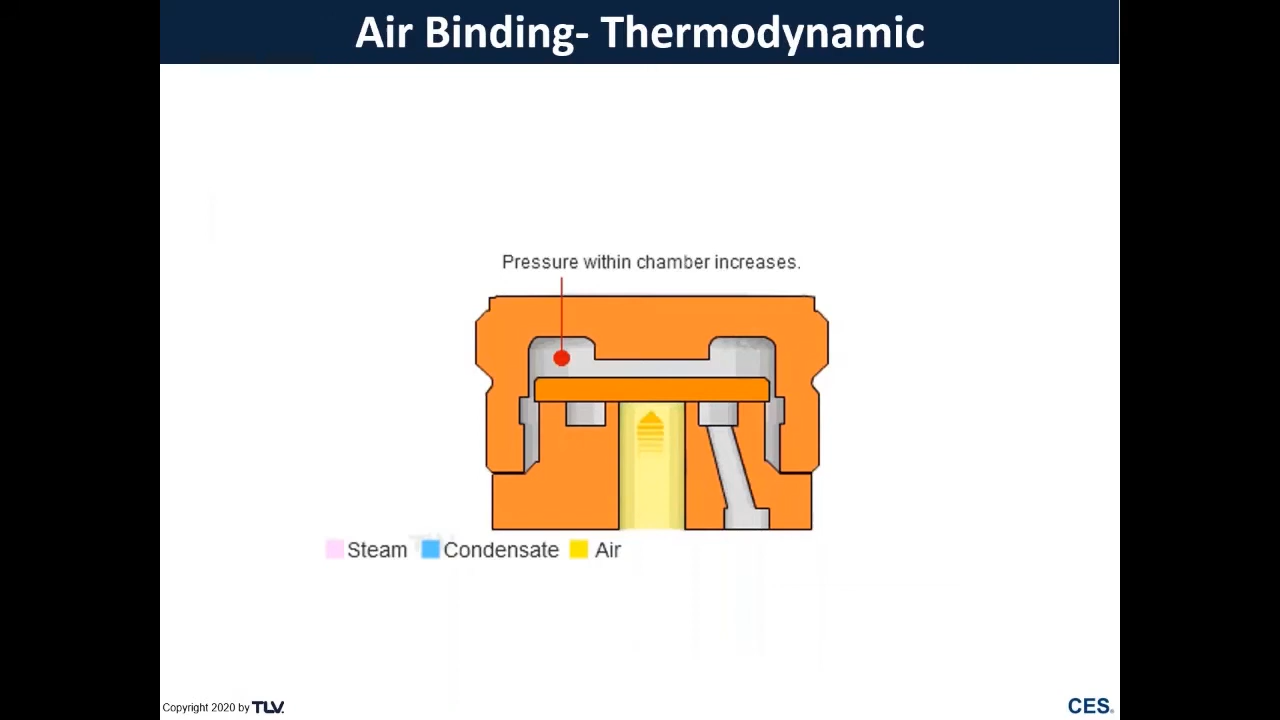 Air Binding- Thermodynamic
Pressure within chamber increases.
Steam Condensate Air
Copyright 2020 by TLV.
CES.